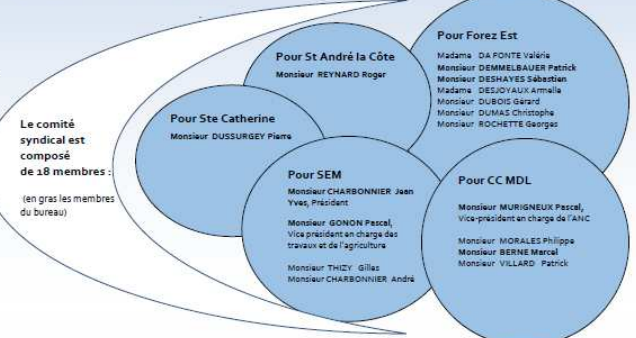 Le comité
syndical est
composé
de 18 membres :
(en gras les membres
du bureau)
Pour Ste Catherine
Monsieur DUSSURGEY Pierre
Pour St André la Côte
Monsieur REYNARD Roger
Pour Forez Est
Madame DA FONTE Valérie
Monsieur DEMMELBAUER Patrick
Monsieur DESHAYES Sébastien
Madame DESJOYAUX Armelle
Monsieur DUBOIS Gérard
Monsieur DUMAS Christophe
Monsieur ROCHETTE Georges
Pour SEM
Monsieur CHARBONNIER Jean
Yves, Président
Monsieur GONON Pascal,
Vice président en charge des
travaux et de l'agriculture
Monsieur THIZY Gilles
Monsieur CHARBONNIER André
Pour CC MDL
Monsieur MURIGNEUX Pascal,
Vice-président en charge de l'ANC
Monsieur MORALES Philippe
Monsieur BERNE Marcel
Monsieur VILLARD Patrick